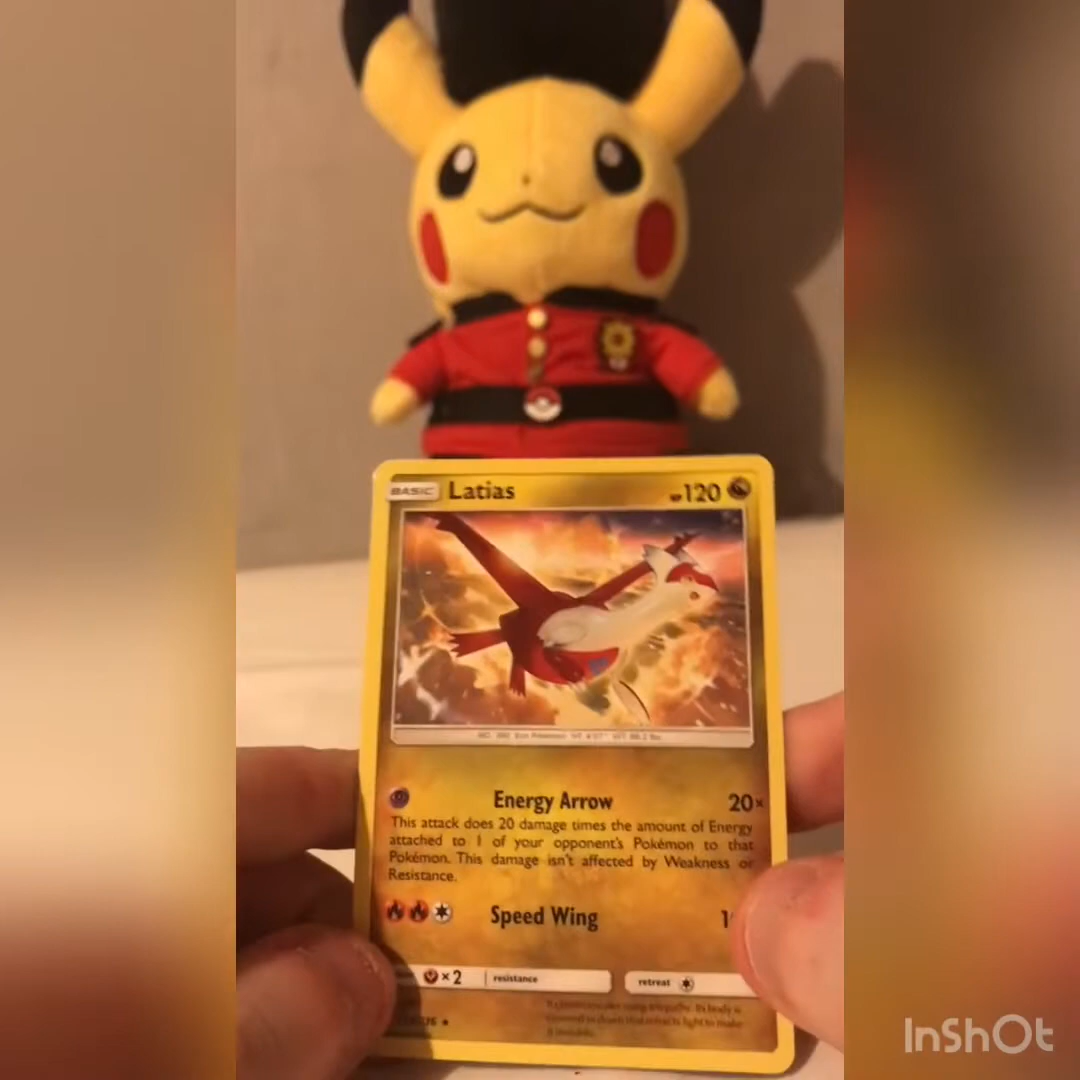 BASIC Latias HP120
Energy Arrow 20×
This attack does 20 damage times the amount of Energy
attached to 1 of your opponent's Pokémon to that
Pokémon. This damage isn't affected by Weakness or
Resistance.
Speed Wing 1
×2 resistance retreat
InShOt